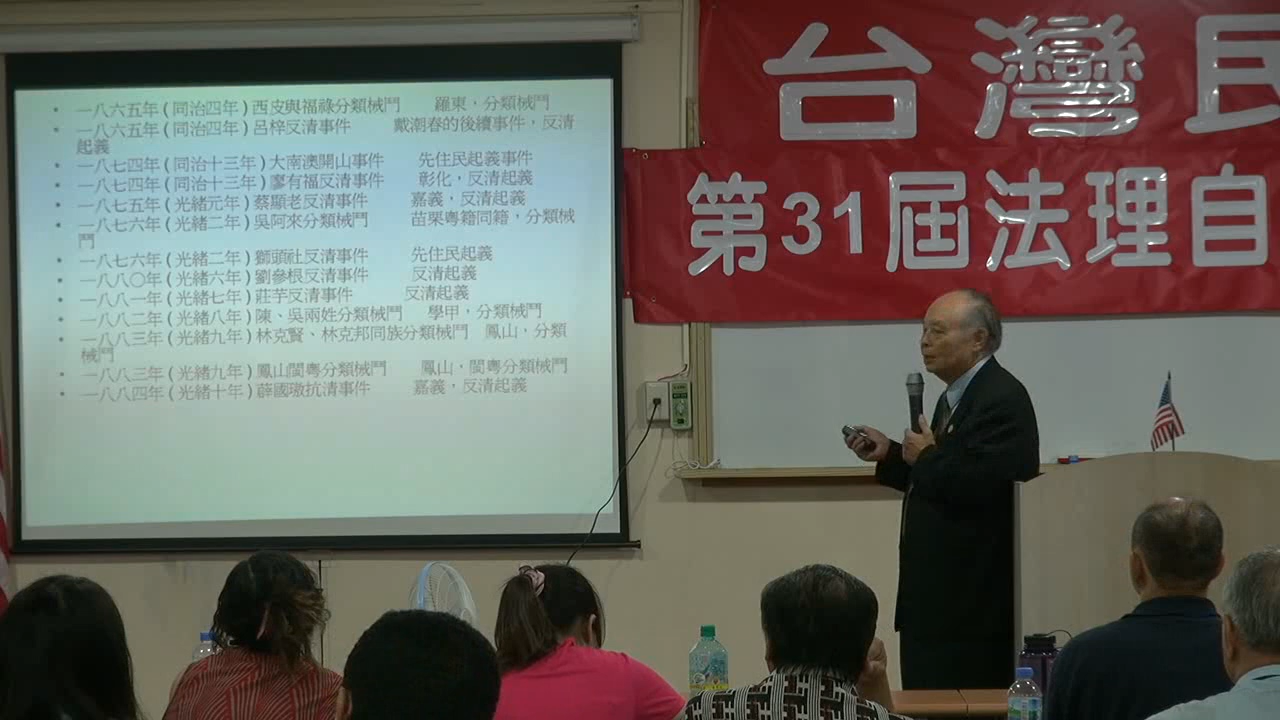 一八六五年(同治四年)西皮與福祿分類械鬥 羅東，分類械鬥
一八六五年(同治四年)呂梓反清事件 戴潮春的後續事件，反清
起義
一八七四年(同治十三年)大南澳開山事件 先住民起義事件
一八七四年(同治十三年)廖有福反清事件 彰化，反清起義
一八七五年(光緒元年)蔡顯老反清事件 嘉義，反清起義
一八七六年(光緒二年)吳阿來分類械鬥 苗栗粵籍同籍，分類械
鬥
一八七六年(光緒二年)獅頭社反清事件 先住民起義
一八八〇年(光緒六年)劉參根反清事件 反清起義
一八八一年(光緒七年)莊芋反清事件 反清起義
一八八二年(光緒八年)陳、吳兩姓分類械鬥 學甲，分類械鬥
一八八三年(光緒九年)林克賢、林克邦同族分類械鬥 鳳山，分類
械鬥
一八八三年(光緒九年)鳳山閩粵分類械鬥 鳳山，閩粵分類械鬥
一八八四年(光緒十年)薛國璈抗清事件 嘉義，反清起義
台灣民
第31屆法理自